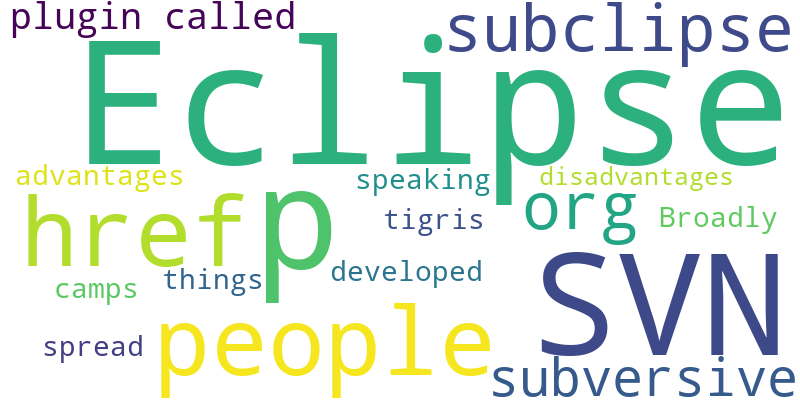 plugin called
subclipse
Eclipse
advantages
speaking
disadvantages
href
p
tigris
org
Broadly
camps
things
developed
SVN
spread
people
subversive